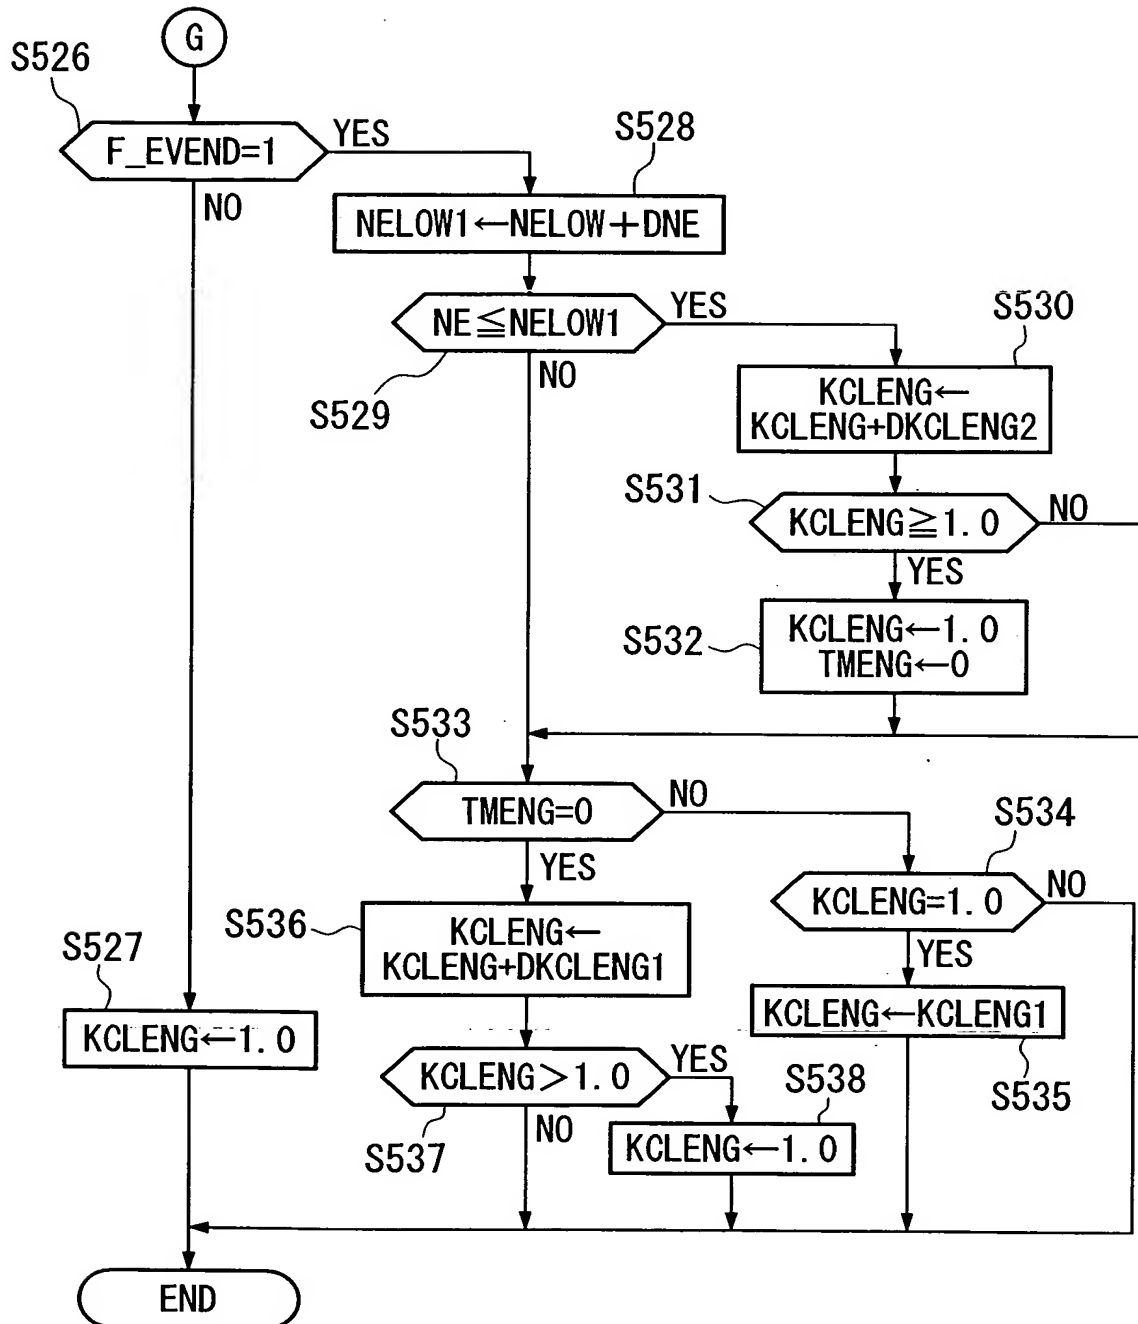 G
S526
F_EVEND=1
YES
NO
S528
NELOW1←NELOW+DNE
NE≦NELOW1
YES
NO
S529
S530
KCLENG←
KCLENG+DKCLENG2
S531
KCLENG≧1.0
NO
YES
S532
KCLENG←1.0
TMENG←0
S533
TMENG=0
NO
YES
S534
KCLENG=1.0
NO
YES
S536
KCLENG←
KCLENG+DKCLENG1
S527
KCLENG←1.0
KCLENG←KCLENG1
S535
KCLENG>1.0
YES
NO
S537
S538
KCLENG←1.0
END